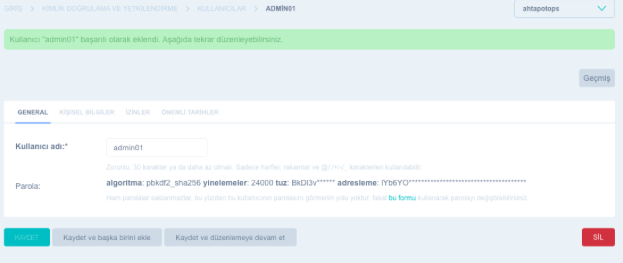 GİRİŞ > KİMLİK DOĞRULAMA VE YETKİLENDİRME > KULLANICILAR > ADMİN01
ahtapotops
Kullanıcı "admin01" başarılı olarak eklendi. Aşağıda tekrar düzenleyebilirsiniz.
Geçmiş
GENERAL KİŞİSEL BİLGİLER İZİNLER ÖNEMLİ TARİHLER
Kullanıcı adı:* admin01
Zorunlu. 30 karakter ya da daha az olmalı. Sadece harfler, rakamlar ve @/./+/-/_ karakterleri kullanılabilir.
Parola: algoritma: pbkdf2_sha256 yinelemeler: 24000 tuz: BkDI3v****** adresleme: lYb6YO**************************************
Ham parolalar saklanmazlar, bu yüzden bu kullanıcının parolasını görmenin yolu yoktur, fakat bu formu kullanarak parolayı değiştirebilirsiniz.
KAYDET Kaydet ve başka birini ekle Kaydet ve düzenlemeye devam et SİL